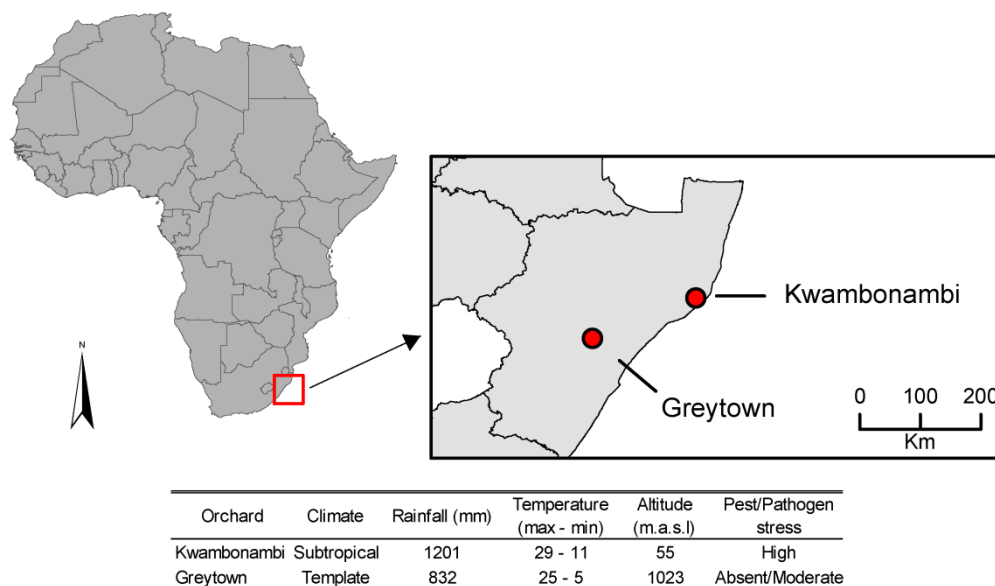 N
Kwambonambi
Greytown
0 100 200
Km
Orchard Climate Rainfall (mm) Temperature (max - min) Altitude (m.a.s.l) Pest/Pathogen stress
Kwambonambi Subtropical 1201 29 - 11 55 High
Greytown Template 832 25 - 5 1023 Absent/Moderate